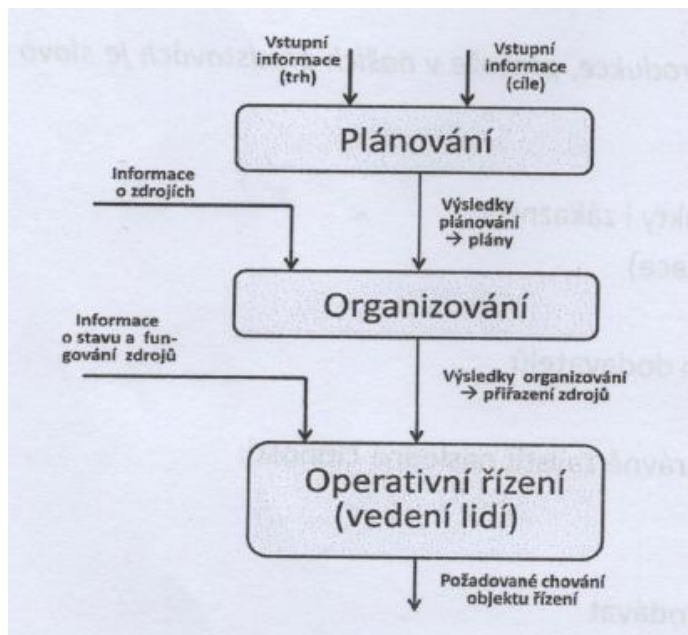 Vstupní
informace
(trh)
Vstupní
informace
(cíle)
Plánování
Informace
o zdrojích
Výsledky
plánování
→ plány
Organizování
Informace
o stavu a fun-
gování zdrojů
Výsledky organizování
→ přiřazení zdrojů
Operativní řízení
(vedení lidí)
Požadované chování
objektu řízení